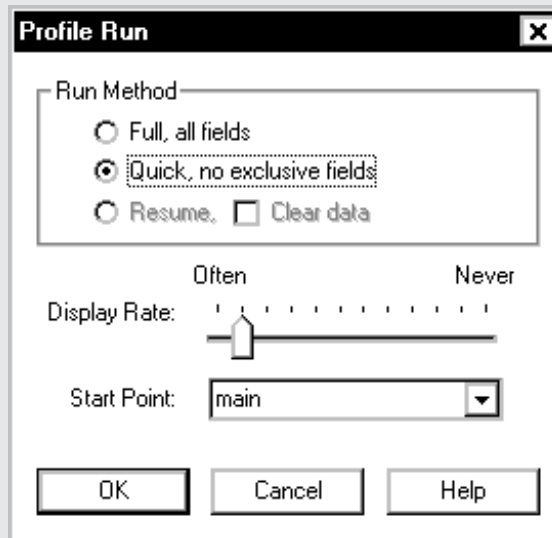 Profile Run
Run Method
Full, all fields
Quick, no exclusive fields
Resume, Clear data
Often Never
Display Rate:
Start Point: main
OK Cancel Help